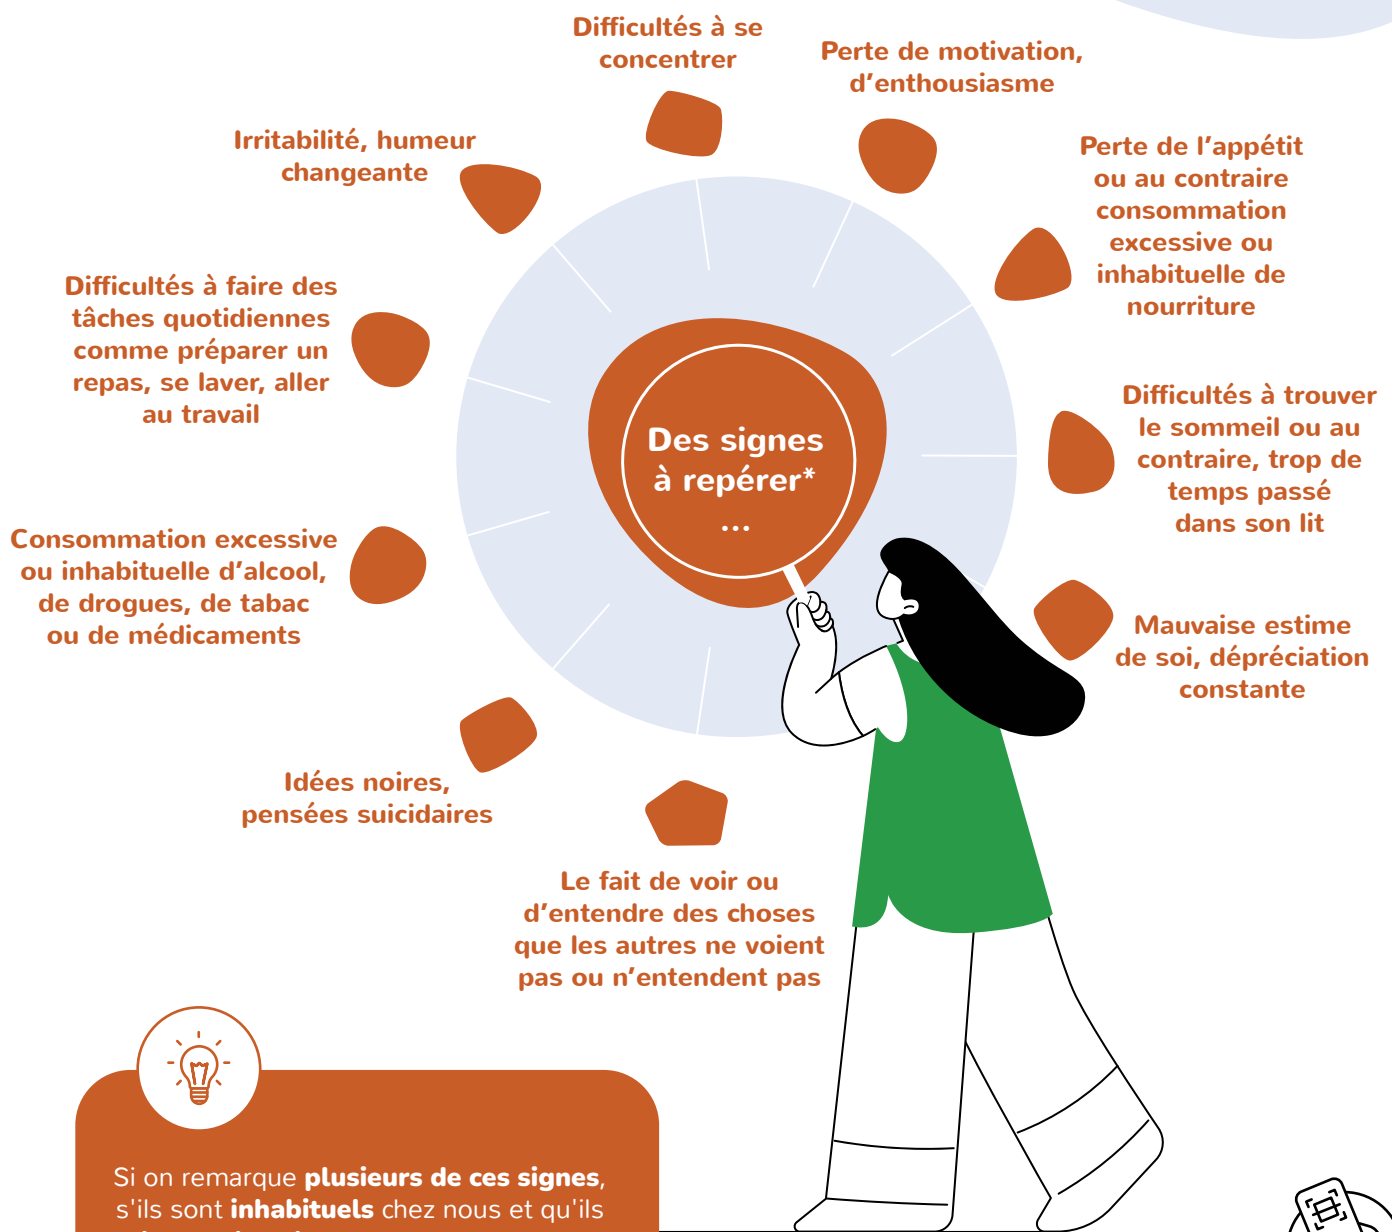 Difficultés à se
concentrer
Perte de motivation,
d'enthousiasme
Irritabilité, humeur
changeante
Perte de l'appétit
ou au contraire
consommation
excessive ou
inhabituelle de
nourriture
Difficultés à faire des
tâches quotidiennes
comme préparer un
repas, se laver, aller
au travail
Difficultés à trouver
le sommeil ou au
contraire, trop de
temps passé
dans son lit
Des signes
à repérer*
...
Consommation excessive
ou inhabituelle d'alcool,
de drogues, de tabac
ou de médicaments
Mauvaise estime
de soi, dépréciation
constante
Idées noires,
pensées suicidaires
Le fait de voir ou
d'entendre des choses
que les autres ne voient
pas ou n'entendent pas
Si on remarque plusieurs de ces signes,
s'ils sont inhabituels chez nous et qu'ils